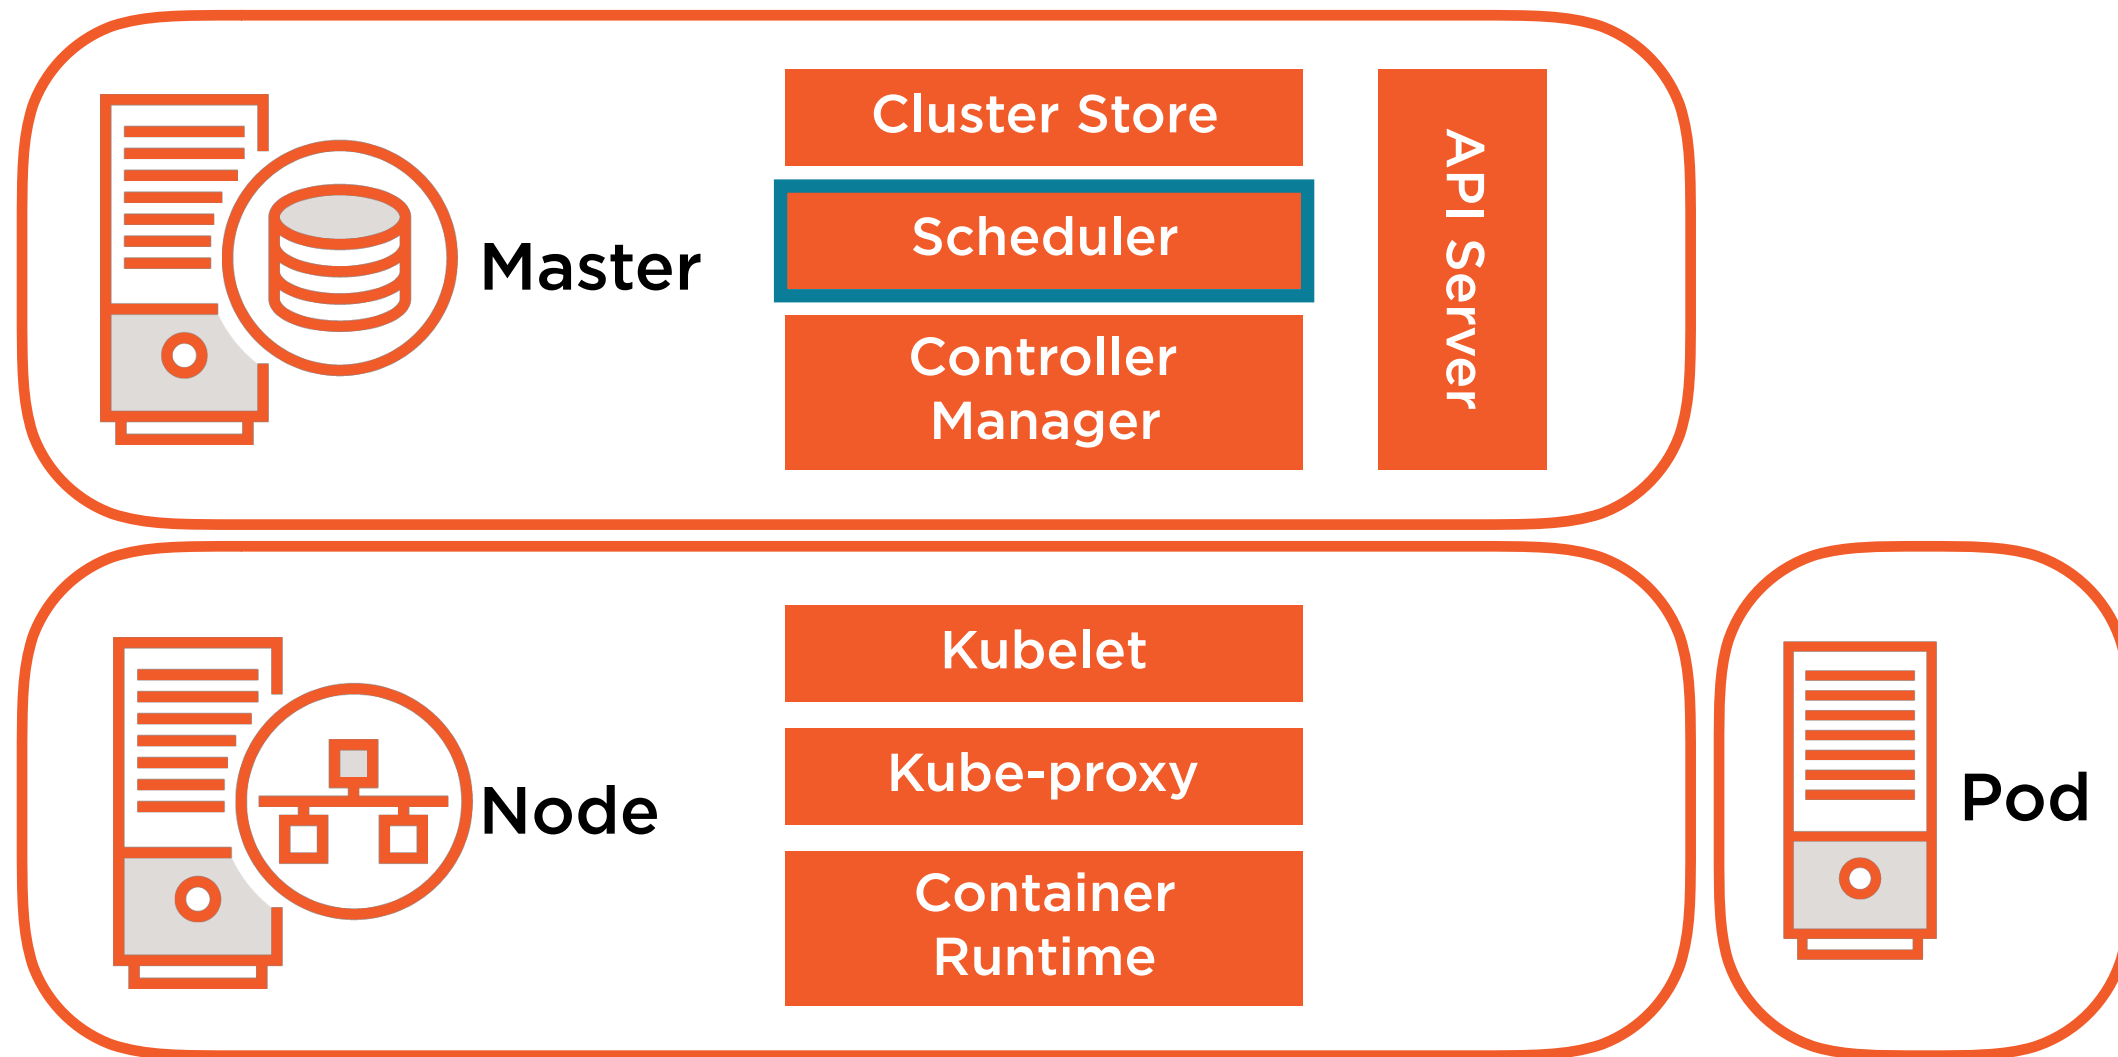 Master
Cluster Store
Scheduler
Controller
Manager
API Server
Node
Kubelet
Kube-proxy
Container
Runtime
Pod